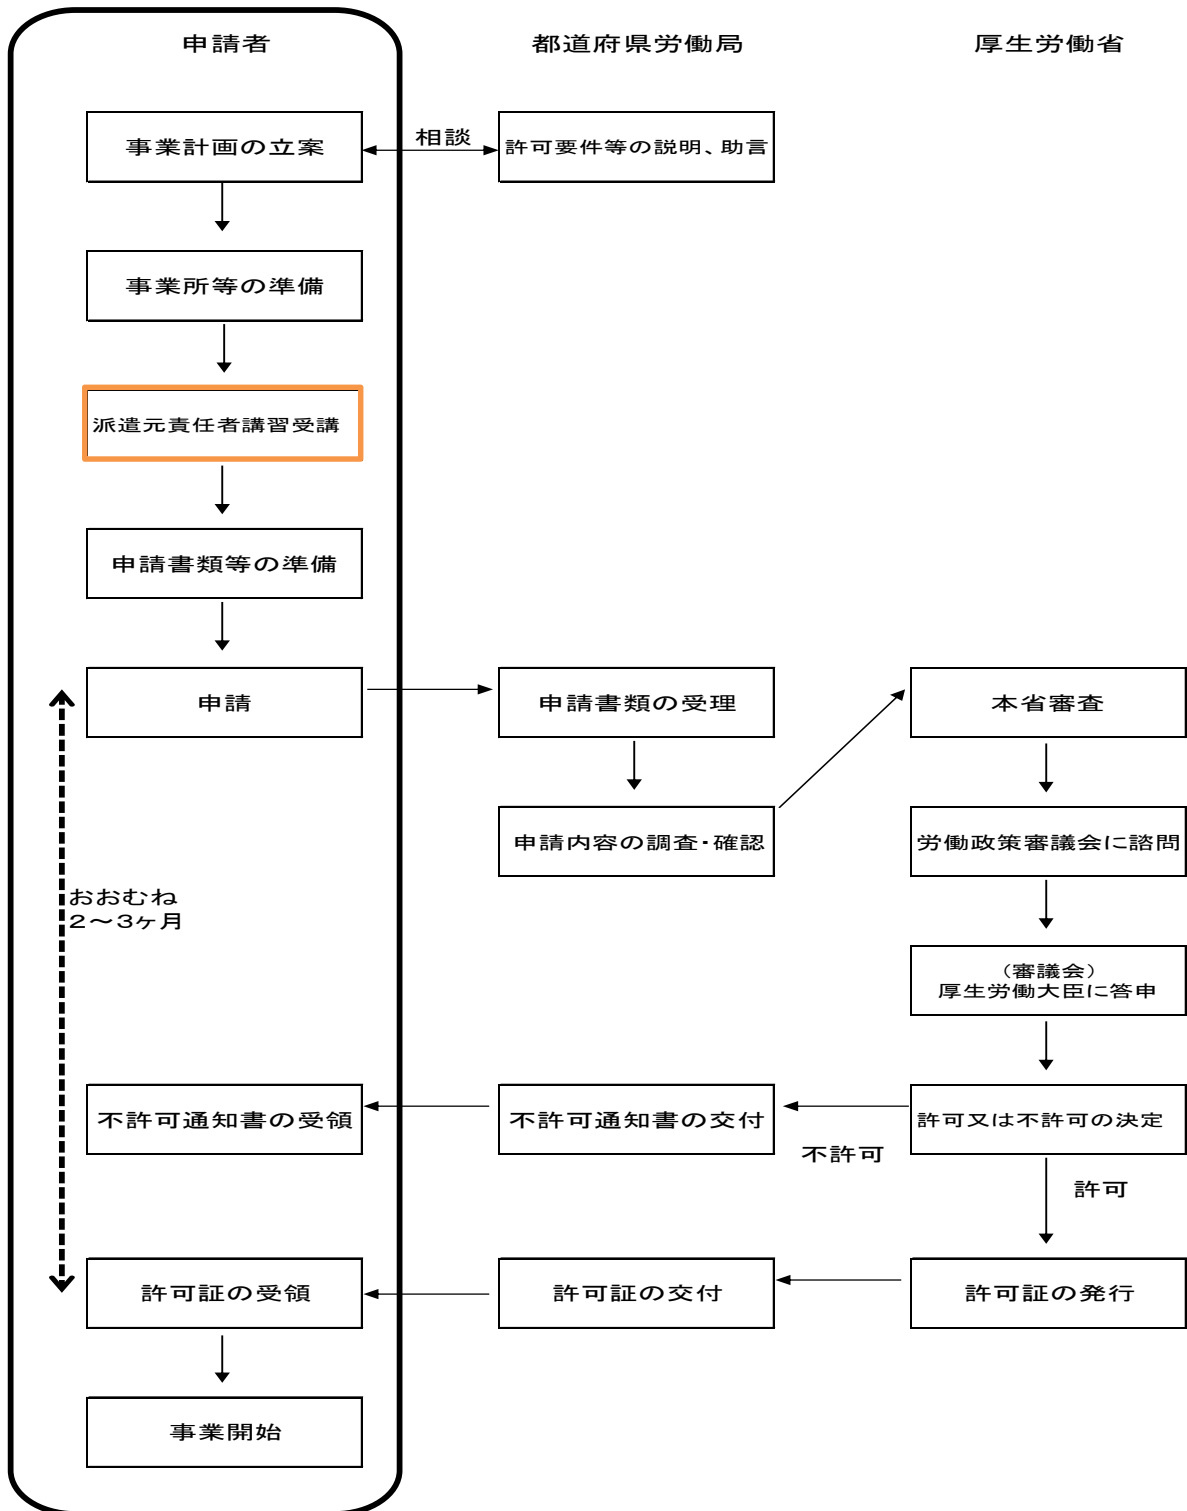 申請者
都道府県労働局
厚生労働省
事業計画の立案
相談
許可要件等の説明、助言
事業所等の準備
派遣元責任者講習受講
申請書類等の準備
申請
申請書類の受理
本省審査
申請内容の調査・確認
労働政策審議会に諮問
おおむね
2～3ヶ月
（審議会）
厚生労働大臣に答申
不許可通知書の受領
不許可通知書の交付
許可又は不許可の決定
不許可
許可
許可証の受領
許可証の交付
許可証の発行
事業開始